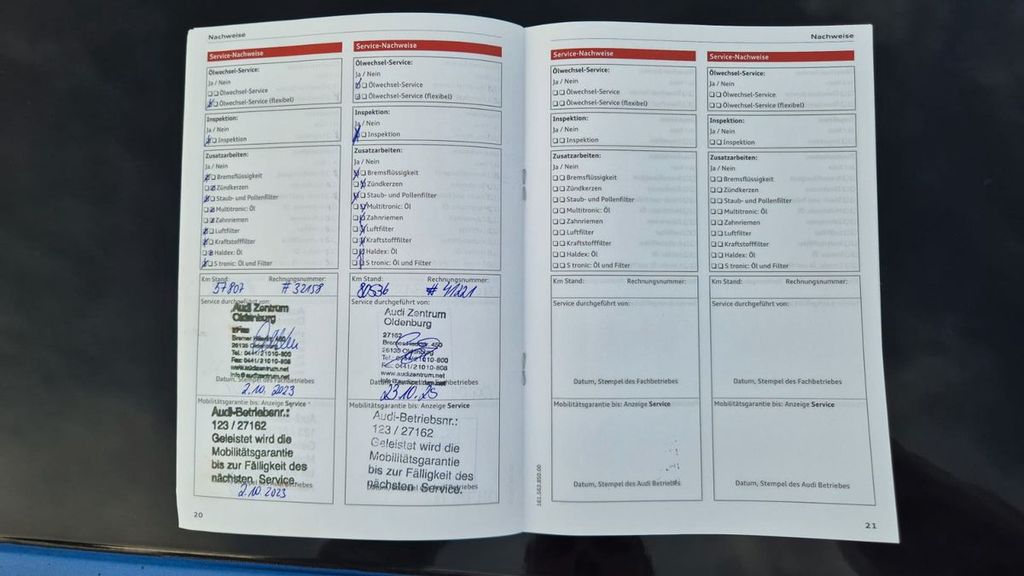 Nachweise
Service-Nachweise
Ölwechsel-Service:
Ja / Nein
Ölwechsel-Service
Ölwechsel-Service (flexibel)
Inspektion:
Ja / Nein
Inspektion
Zusatzarbeiten:
Ja / Nein
Bremsflüssigkeit
Zündkerzen
Staub- und Pollenfilter
Multitronic: Öl
Zahnriemen
Luftfilter
Kraftstofffilter
Haldex: Öl
S tronic: Öl und Filter
Km Stand: Rechnungsnummer:
57807 # 32158
Service durchgeführt von:
Audi Zentrum
Oldenburg
26135
Tel.: 0441/21010-800
Fax: 0441/21010-808
www.audizentrum.net
Datum, Stempel des Fachbetriebes
2.10.2023
Mobilitätsgarantie bis: Anzeige Service
Audi-Betriebsnr.:
123 / 27162
Geleistet wird die
Mobilitätsgarantie
bis zur Fälligkeit des
nächsten Service.
2.10.2023
20
Service-Nachweise
Ölwechsel-Service:
Ja / Nein
Ölwechsel-Service
Ölwechsel-Service (flexibel)
Inspektion:
Ja / Nein
Inspektion
Zusatzarbeiten:
Ja / Nein
Bremsflüssigkeit
Zündkerzen
Staub- und Pollenfilter
Multitronic: Öl
Zahnriemen
Luftfilter
Kraftstofffilter
Haldex: Öl
S tronic: Öl und Filter
Km Stand: Rechnungsnummer:
80536 # 41221
Service durchgeführt von:
Audi Zentrum
Oldenburg
27162
26135
www.audizentrum.net
23.10.25
Mobilitätsgarantie bis: Anzeige Service
Audi-Betriebsnr.:
123 / 27162
Geleistet wird die
Mobilitätsgarantie
bis zur Fälligkeit des
nächsten Service.
Nachweise
Service-Nachweise
Ölwechsel-Service:
Ja / Nein
Ölwechsel-Service
Ölwechsel-Service (flexibel)
Inspektion:
Ja / Nein
Inspektion
Zusatzarbeiten:
Ja / Nein
Bremsflüssigkeit
Zündkerzen
Staub- und Pollenfilter
Multitronic: Öl
Zahnriemen
Luftfilter
Kraftstofffilter
Haldex: Öl
S tronic: Öl und Filter
Km Stand: Rechnungsnummer:
Service durchgeführt von:
Datum, Stempel des Fachbetriebes
Mobilitätsgarantie bis: Anzeige Service
Datum, Stempel des Audi Betriebes
161.563.850.00
Service-Nachweise
Ölwechsel-Service:
Ja / Nein
Ölwechsel-Service
Ölwechsel-Service (flexibel)
Inspektion:
Ja / Nein
Inspektion
Zusatzarbeiten:
Ja / Nein
Bremsflüssigkeit
Zündkerzen
Staub- und Pollenfilter
Multitronic: Öl
Zahnriemen
Luftfilter
Kraftstofffilter
Haldex: Öl
S tronic: Öl und Filter
Km Stand: Rechnungsnummer:
Service durchgeführt von:
Datum, Stempel des Fachbetriebes
Mobilitätsgarantie bis: Anzeige Service
Datum, Stempel des Audi Betriebes
21